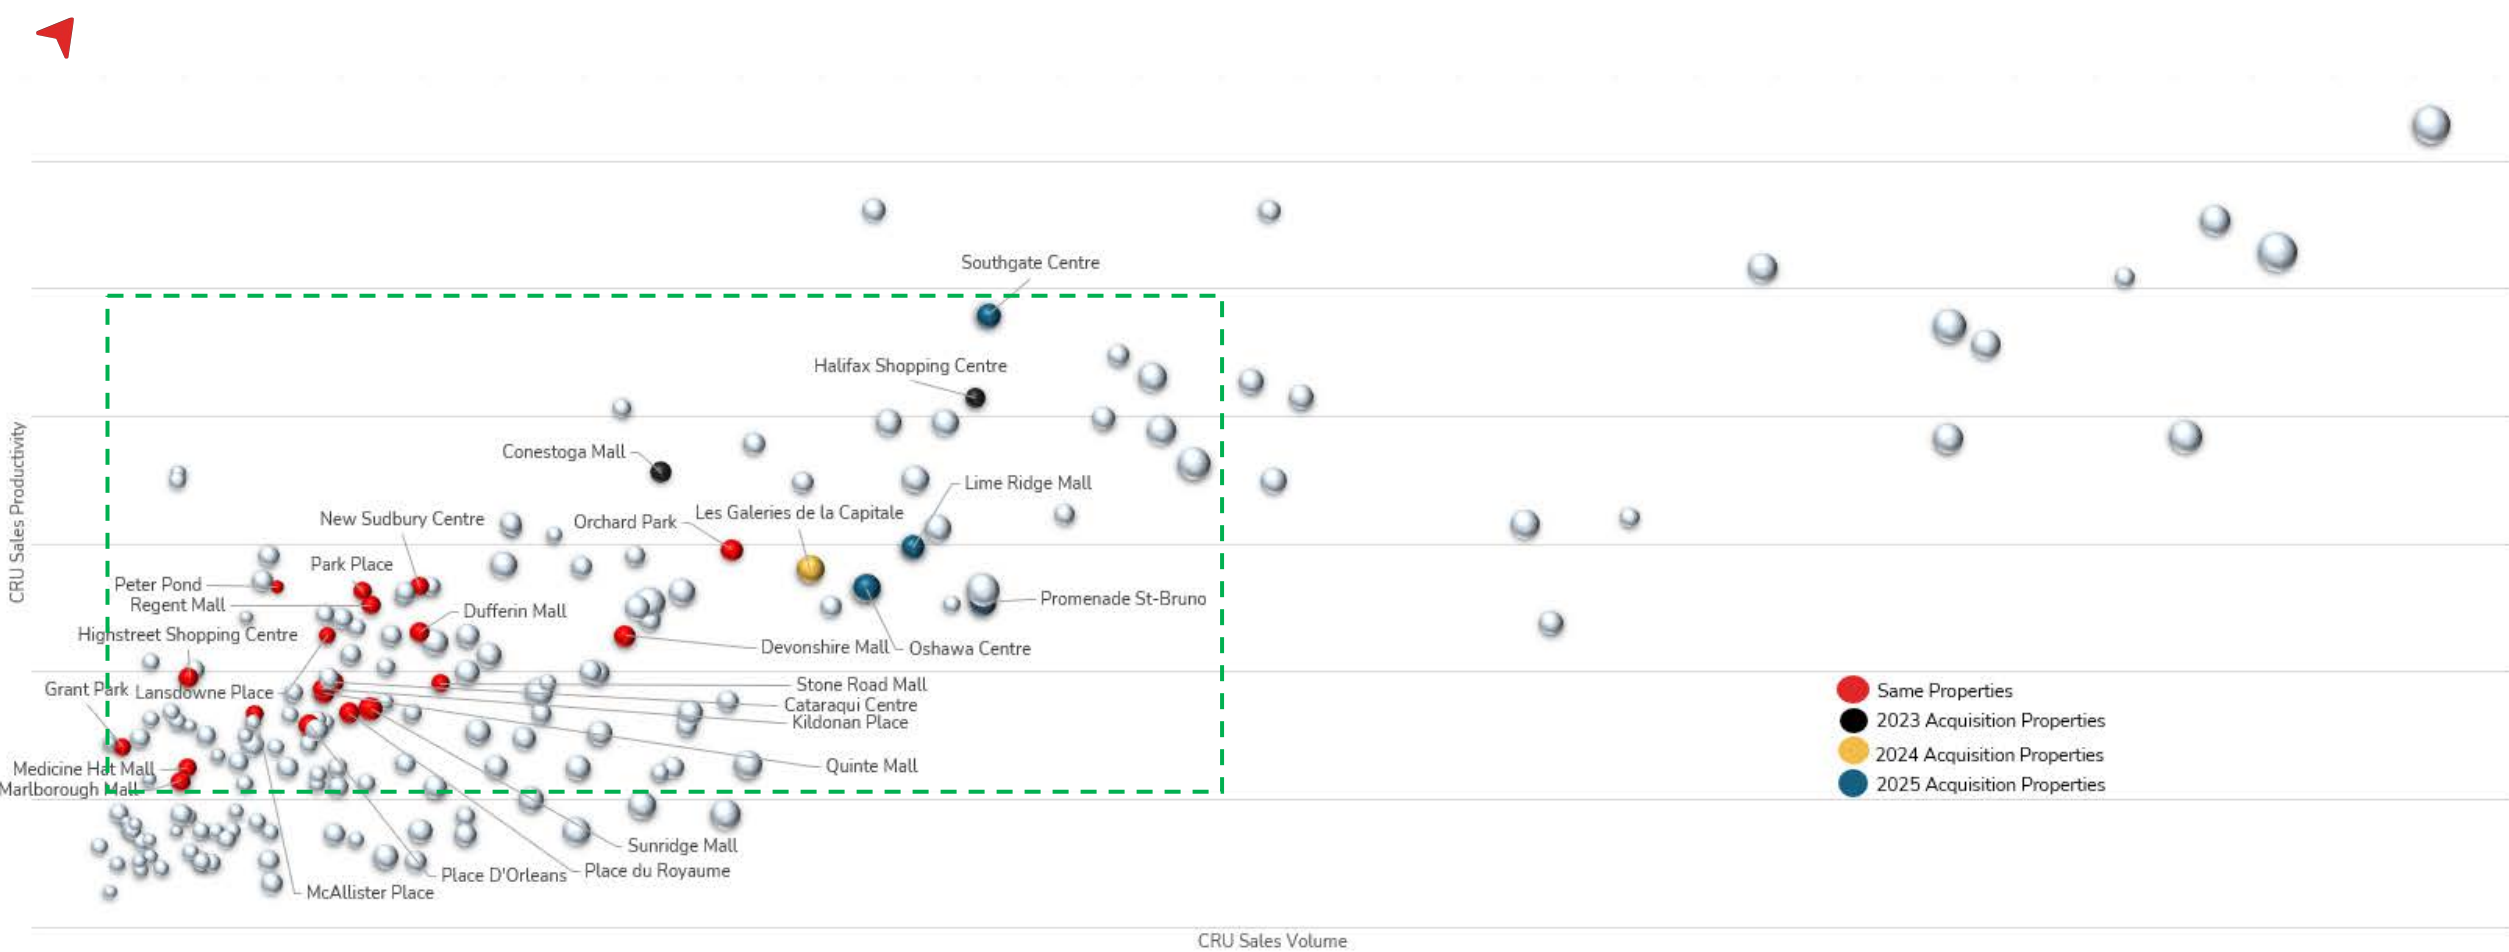 Southgate Centre
Halifax Shopping Centre
Conestoga Mall
Lime Ridge Mall
Les Galeries de la Capitale
New Sudbury Centre
Orchard Park
Park Place
Peter Pond
Regent Mall
Dufferin Mall
Promenade St-Bruno
Highstreet Shopping Centre
Devonshire Mall
Oshawa Centre
Grant Park
Lansdowne Place
Stone Road Mall
Cataraqui Centre
Kildonan Place
Quinte Mall
Medicine Hat Mall
Marlborough Mall
Sunridge Mall
Place du Royaume
Place D'Orleans
McAllister Place
CRU Sales Productivity
CRU Sales Volume
Same Properties
2023 Acquisition Properties
2024 Acquisition Properties
2025 Acquisition Properties